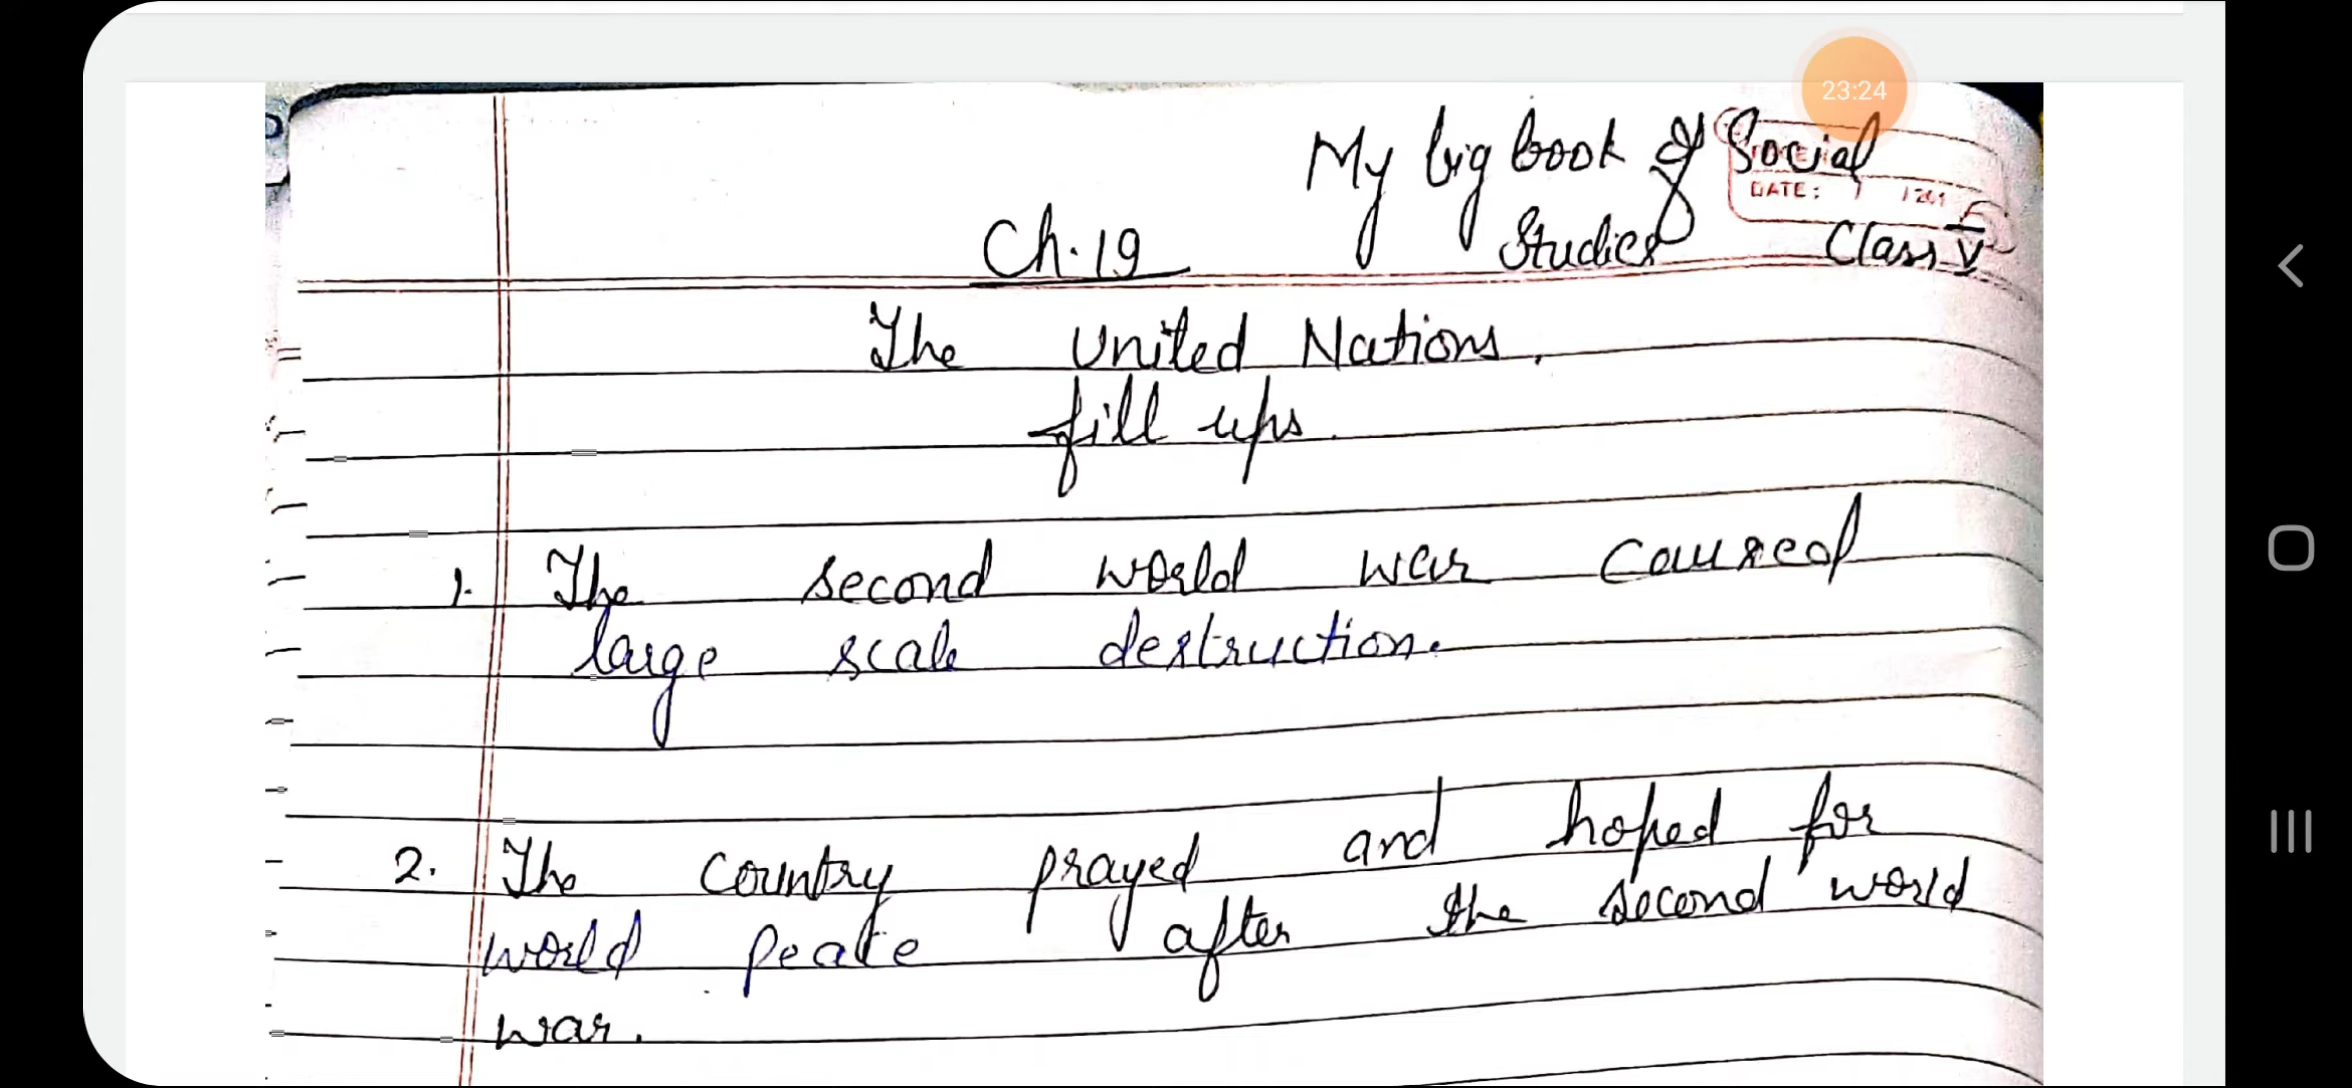 23:24
My big book of Social
DATE: / /201
Studies Class V
Ch. 19
The United Nations.
fill ups.
1. The second world war caused
large scale destruction.
2. The country prayed and hoped for
world peace after the second world
war.